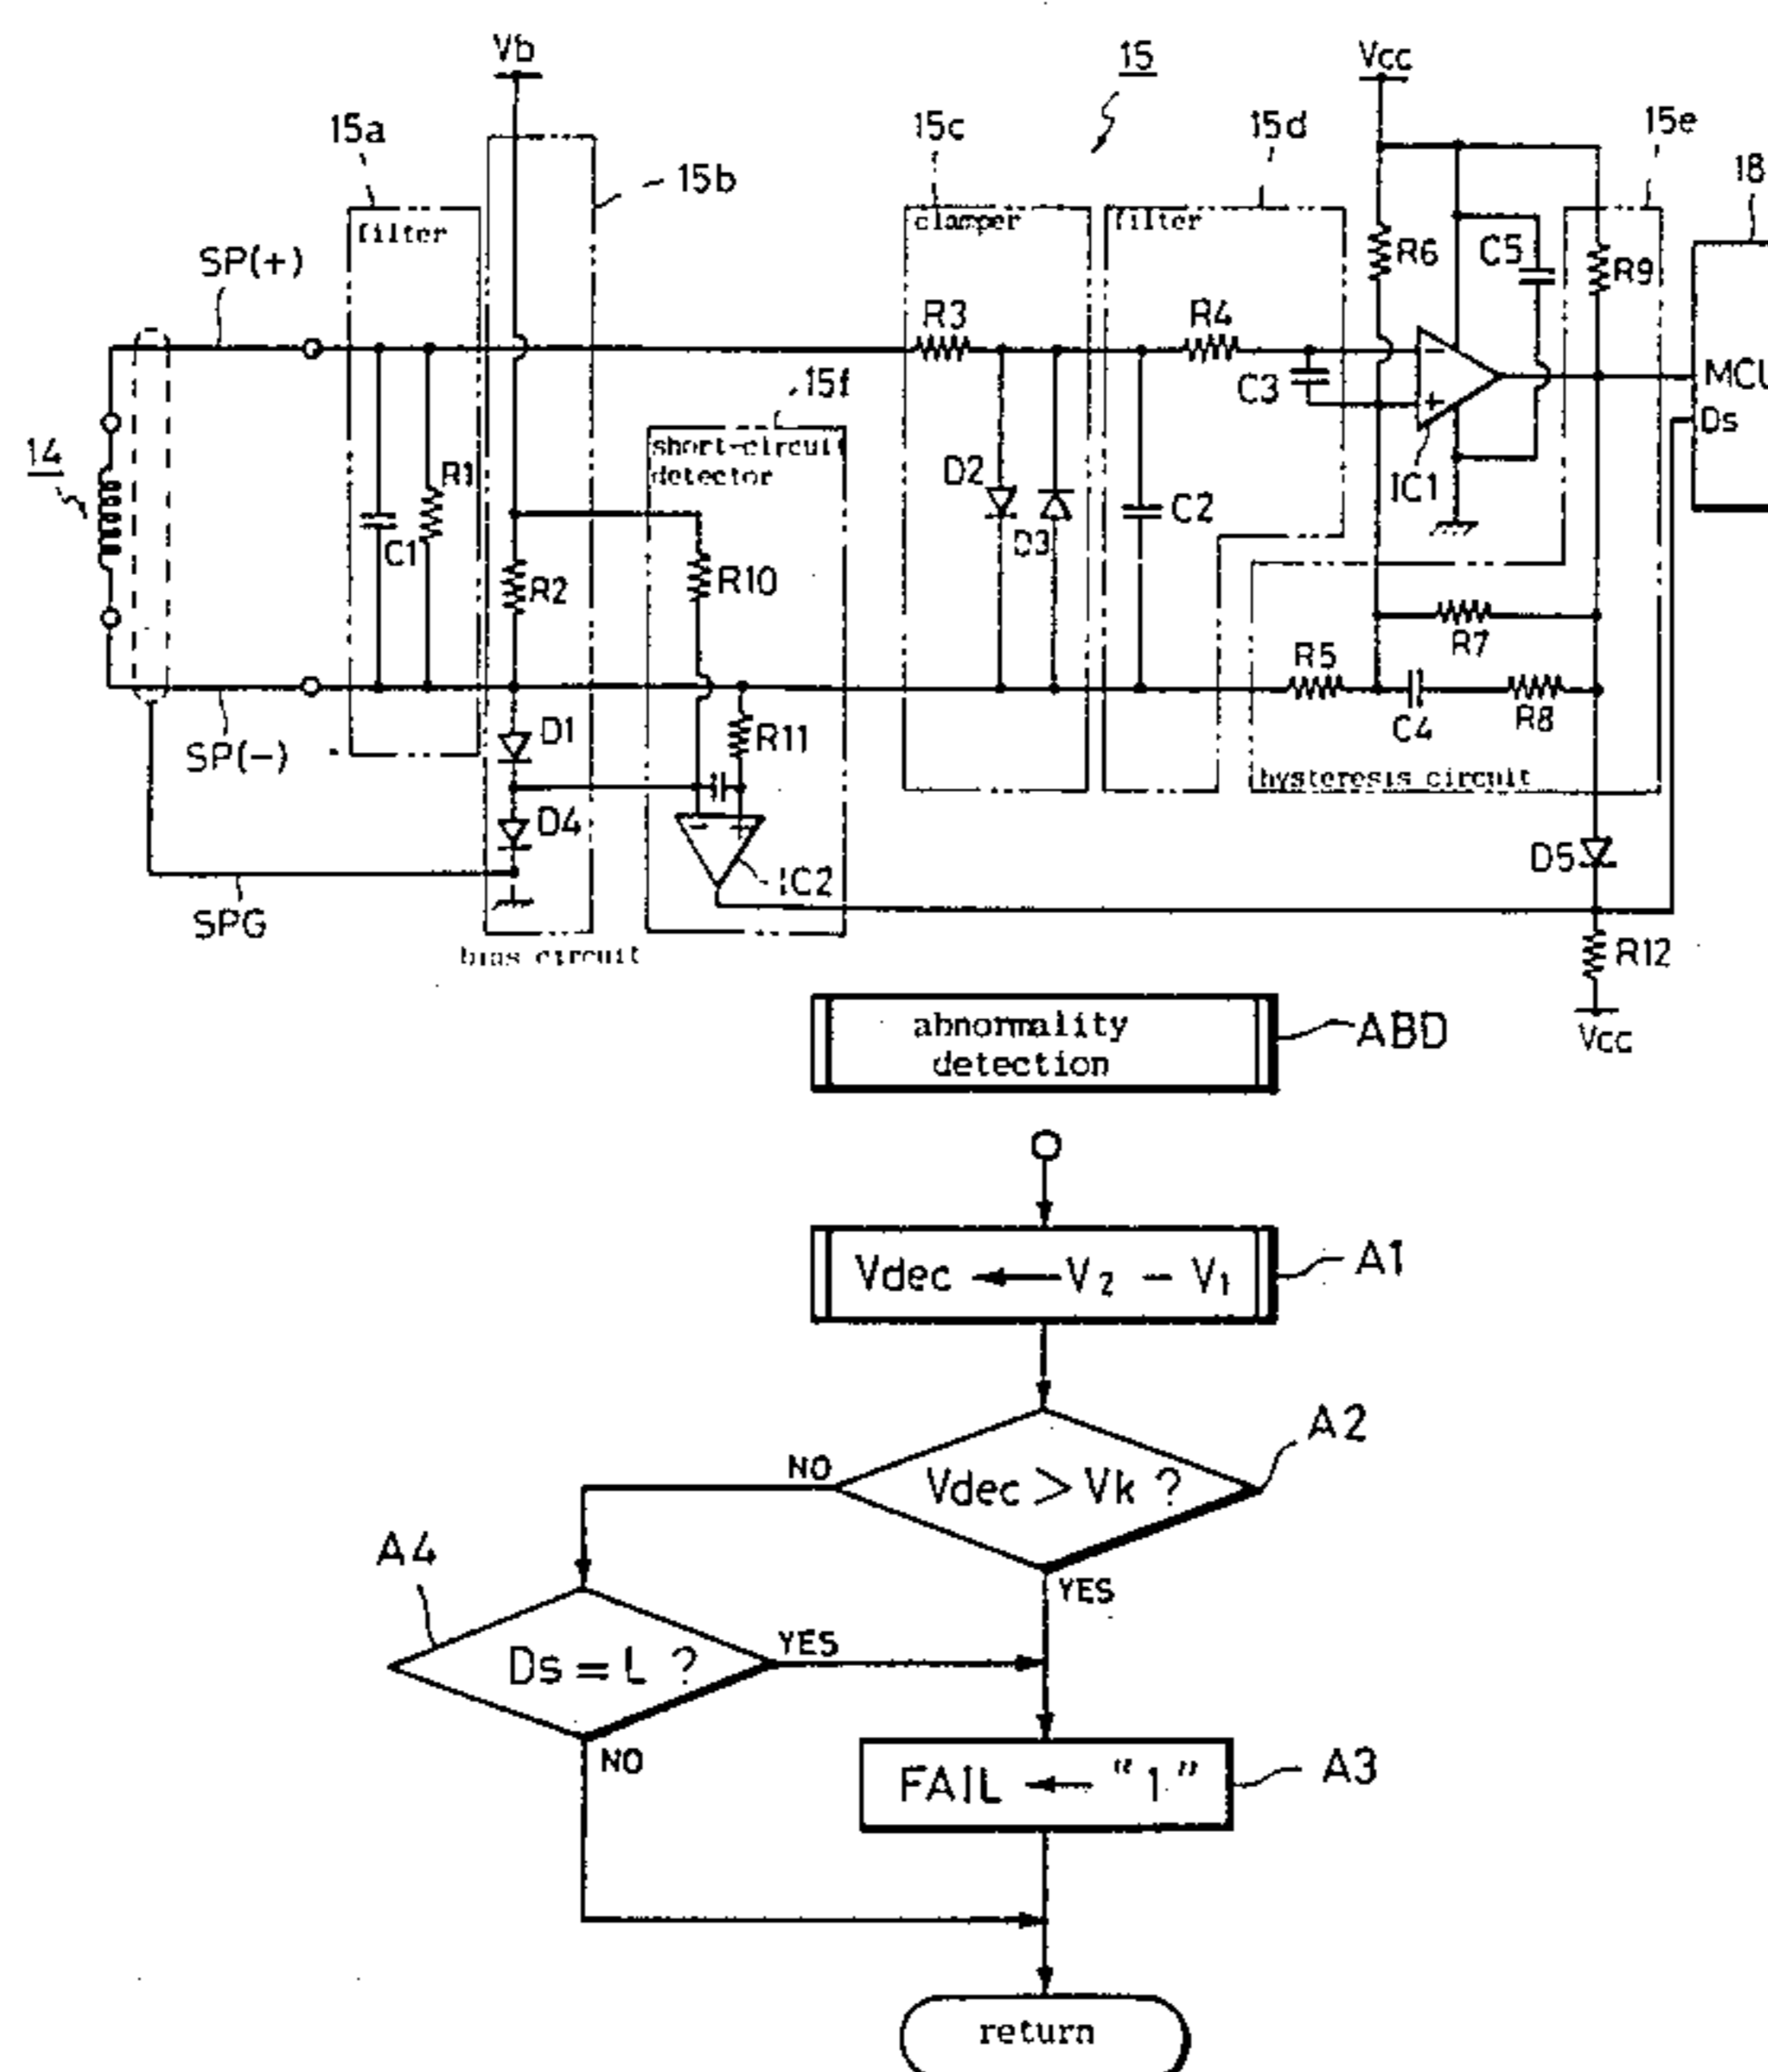 Vb
15
Vcc
15a
15b
15c
15d
15e
18
filter
clamper
filter
SP(+)
R6
C5
R9
R3
R4
15f
C3
IC1
MCU
Ds
short-circuit
detector
14
C1
R1
R2
R10
D2
D3
C2
R7
R5
C4
R8
SP(-)
D1
R11
hysteresis circuit
D4
IC2
D5
SPG
bias circuit
R12
Vcc
abnormality
detection
ABD
Vdec ← V2 - V1
A1
A2
Vdec > Vk ?
NO
YES
A4
Ds = L ?
YES
NO
FAIL ← "1"
A3
return